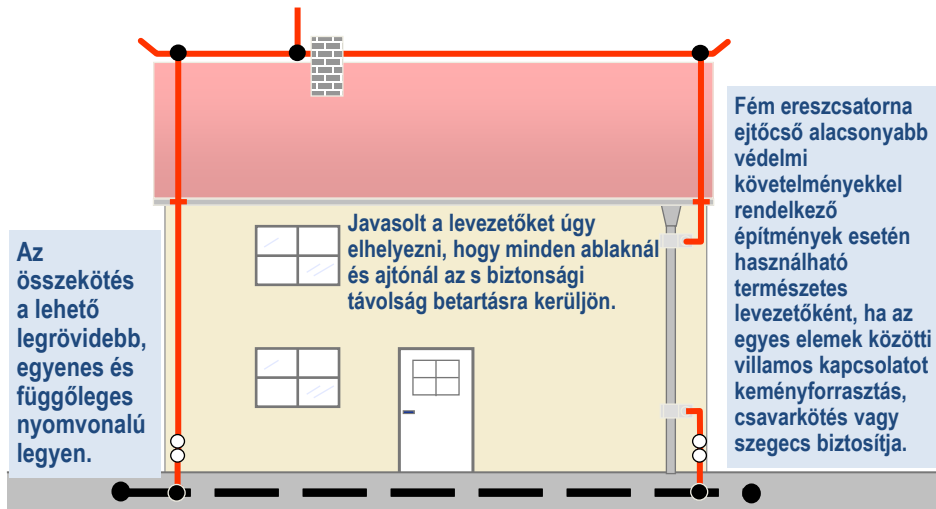 Az
összekötés
a lehető
legrövidebb,
egyenes és
függőleges
nyomvonalú
legyen.
Javasolt a levezetőket úgy
elhelyezni, hogy minden ablaknál
és ajtónál az s biztonsági
távolság betartásra kerüljön.
Fém ereszcsatorna
ejtőcső alacsonyabb
védelmi
követelményekkel
rendelkező
építmények esetén
használható
természetes
levezetőként, ha az
egyes elemek közötti
villamos kapcsolatot
keményforrasztás,
csavarkötés vagy
szegecs biztosítja.